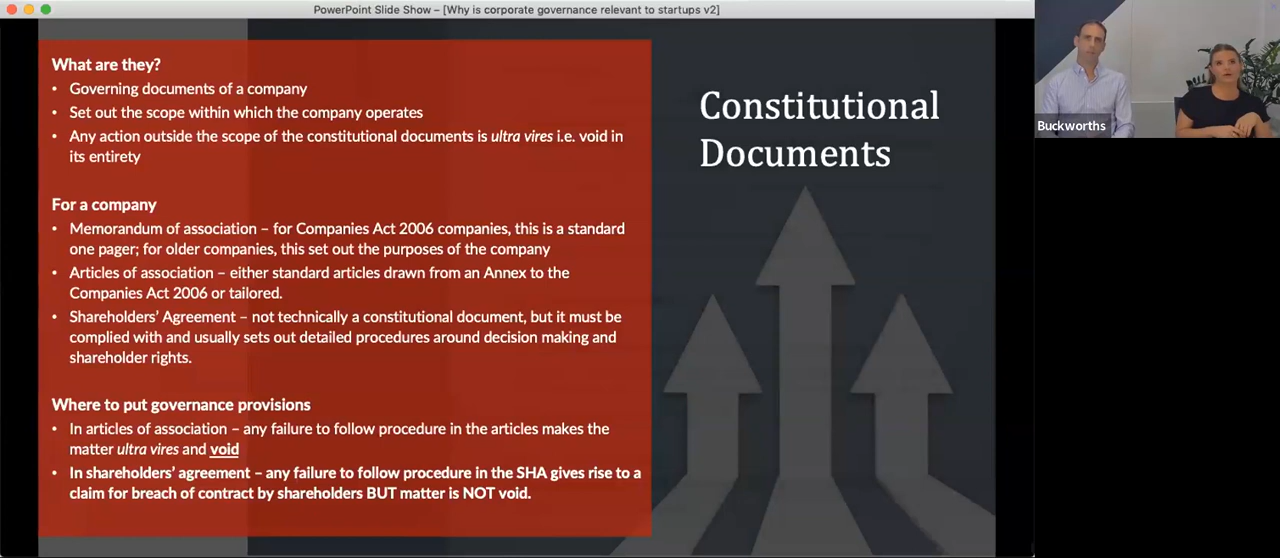 PowerPoint Slide Show – [Why is corporate governance relevant to startups v2]
What are they?
• Governing documents of a company
• Set out the scope within which the company operates
• Any action outside the scope of the constitutional documents is ultra vires i.e. void in
its entirety
For a company
• Memorandum of association – for Companies Act 2006 companies, this is a standard
one pager; for older companies, this set out the purposes of the company
• Articles of association – either standard articles drawn from an Annex to the
Companies Act 2006 or tailored.
• Shareholders’ Agreement – not technically a constitutional document, but it must be
complied with and usually sets out detailed procedures around decision making and
shareholder rights.
Where to put governance provisions
• In articles of association – any failure to follow procedure in the articles makes the
matter ultra vires and void
• In shareholders’ agreement – any failure to follow procedure in the SHA gives rise to a
claim for breach of contract by shareholders BUT matter is NOT void.
Constitutional
Documents
Buckworths